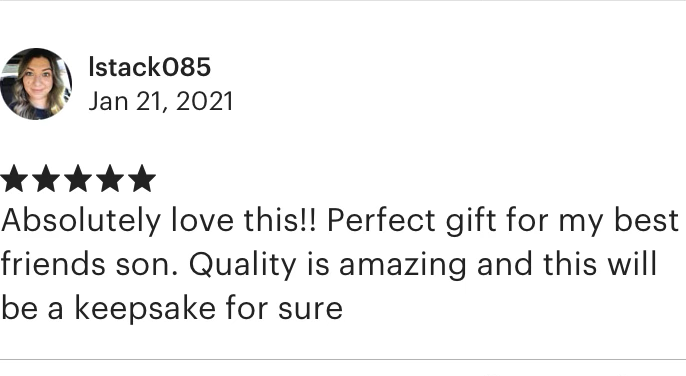 lstack085
Jan 21, 2021
★★★★★
Absolutely love this!! Perfect gift for my best
friends son. Quality is amazing and this will
be a keepsake for sure